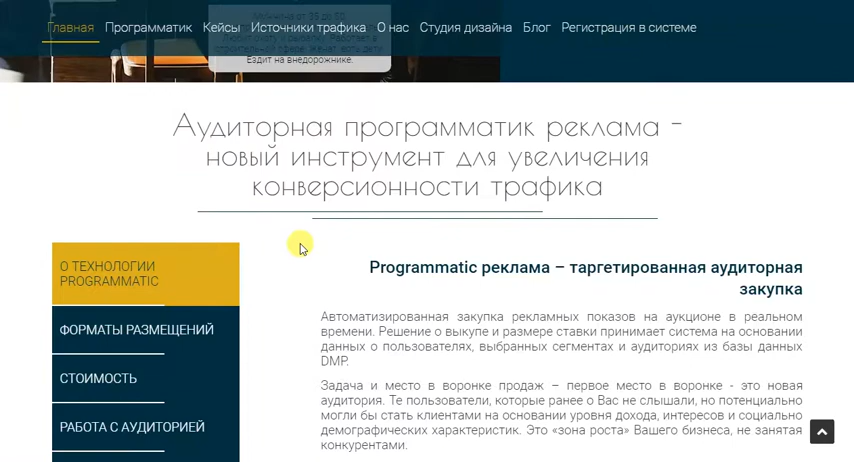 Главная Программатик Кейсы Источники трафика О нас Студия дизайна Блог Регистрация в системе
Ездит на внедорожнике.
Аудиторная программатик реклама –
новый инструмент для увеличения
конверсионности трафика
О ТЕХНОЛОГИИ
PROGRAMMATIC
ФОРМАТЫ РАЗМЕЩЕНИЙ
СТОИМОСТЬ
РАБОТА С АУДИТОРИЕЙ
Programmatic реклама – таргетированная аудиторная
закупка
Автоматизированная закупка рекламных показов на аукционе в реальном
времени. Решение о выкупе и размере ставки принимает система на основании
данных о пользователях, выбранных сегментах и аудиториях из базы данных
DMP.
Задача и место в воронке продаж – первое место в воронке - это новая
аудитория. Те пользователи, которые ранее о Вас не слышали, но потенциально
могли бы стать клиентами на основании уровня дохода, интересов и социально
демографических характеристик. Это «зона роста» Вашего бизнеса, не занятая
конкурентами.